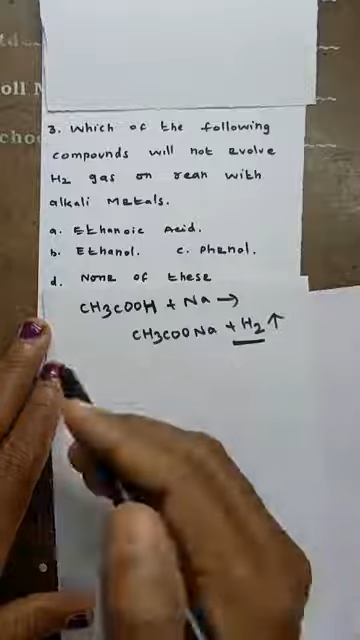 3. Which of the following
compounds will not evolve
H2 gas on rean with
alkali Metals.
a. Ethanoic Acid.
b. Ethanol. c. Phenol.
d. None of these
CH3COOH + Na →
CH3COONa + H2 ↑